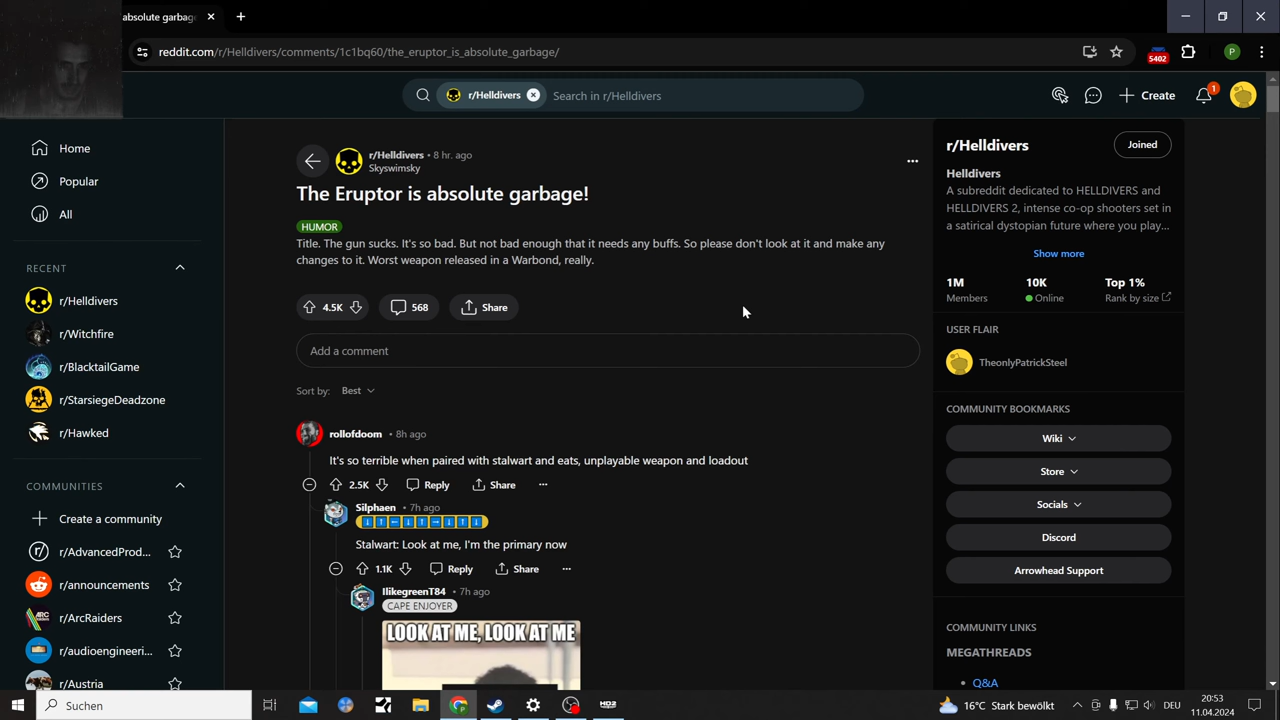 absolute garbage
reddit.com/r/Helldivers/comments/1c1bq60/the_eruptor_is_absolute_garbage/
5402
P
r/Helldivers
Search in r/Helldivers
Create
1
Home
Popular
All
RECENT
r/Helldivers
r/Witchfire
r/BlacktailGame
r/StarsiegeDeadzone
r/Hawked
COMMUNITIES
Create a community
r/AdvancedProd...
r/announcements
r/ArcRaiders
r/audioengineeri...
r/Austria
r/Helldivers • 8 hr. ago
Skyswimsky
The Eruptor is absolute garbage!
HUMOR
Title. The gun sucks. It's so bad. But not bad enough that it needs any buffs. So please don't look at it and make any
changes to it. Worst weapon released in a Warbond, really.
4.5K
568
Share
Add a comment
Sort by: Best
rollofdoom • 8h ago
It's so terrible when paired with stalwart and eats, unplayable weapon and loadout
2.5K
Reply
Share
Silphaen • 7h ago
Stalwart: Look at me, I'm the primary now
1.1K
Reply
Share
IlikegreenT84 • 7h ago
CAPE ENJOYER
LOOK AT ME, LOOK AT ME
r/Helldivers
Joined
Helldivers
A subreddit dedicated to HELLDIVERS and
HELLDIVERS 2, intense co-op shooters set in
a satirical dystopian future where you play...
Show more
1M
10K
Top 1%
Members
Online
Rank by size
USER FLAIR
TheonlyPatrickSteel
COMMUNITY BOOKMARKS
Wiki
Store
Socials
Discord
Arrowhead Support
COMMUNITY LINKS
MEGATHREADS
• Q&A
Suchen
HD2
16°C Stark bewölkt
DEU
20:53
11.04.2024